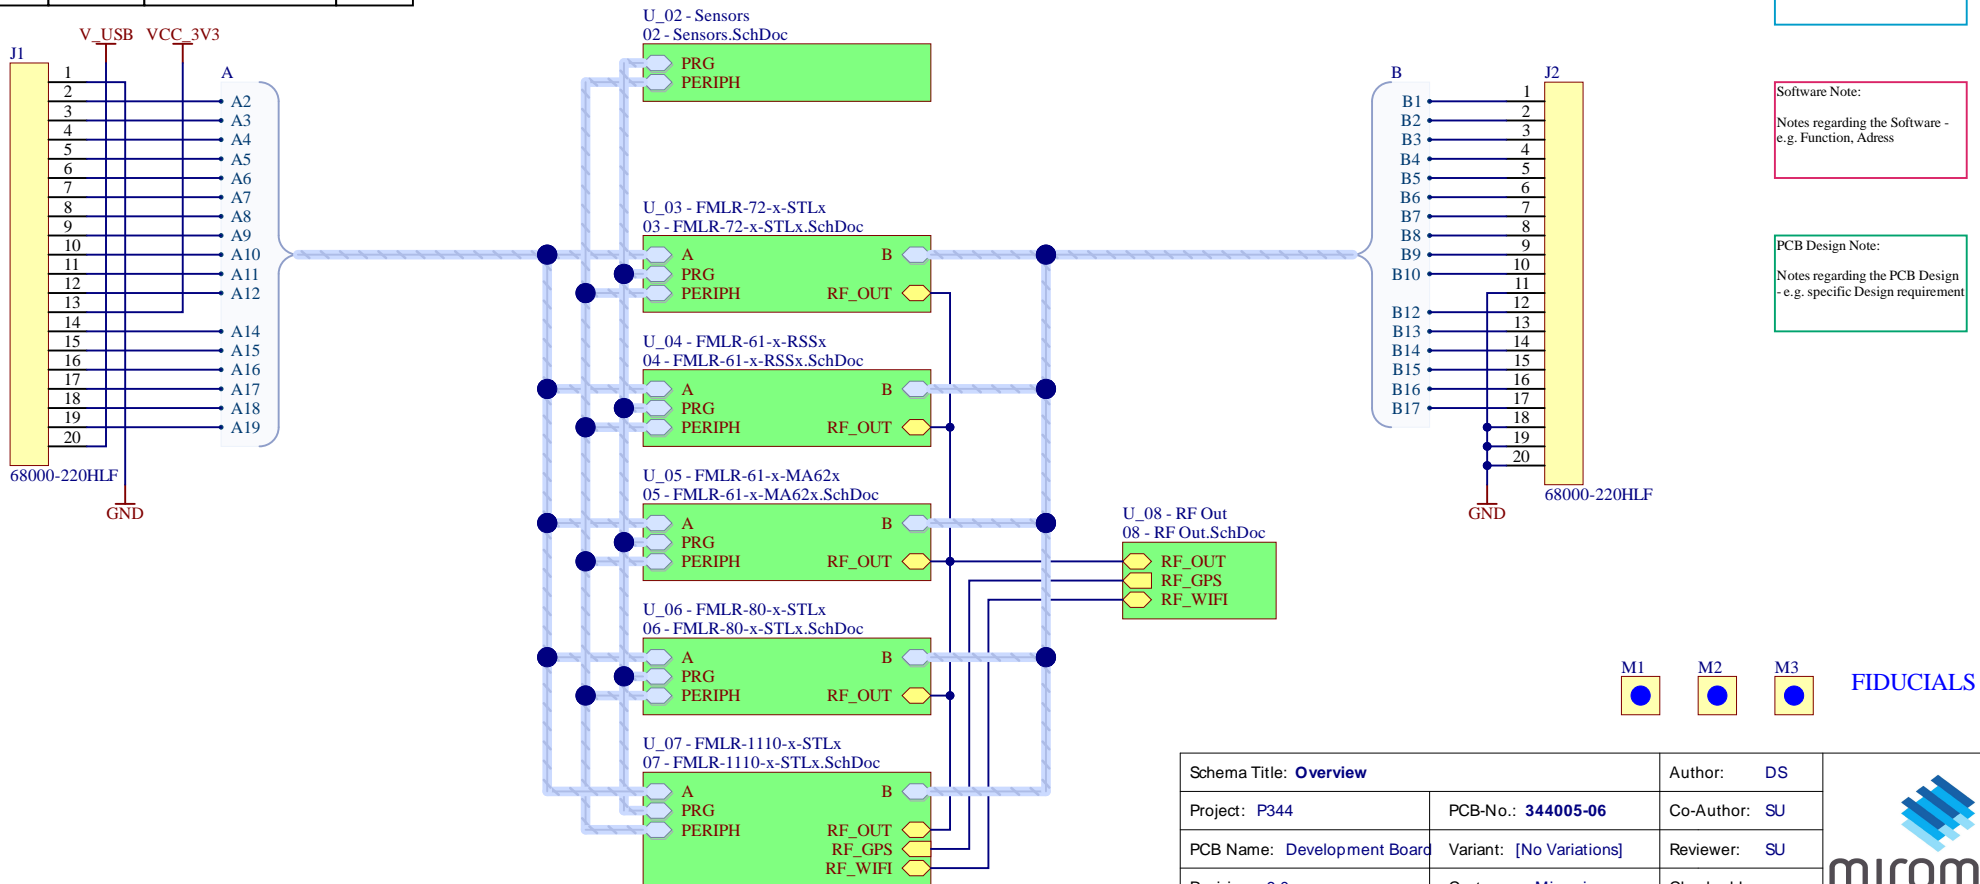 U_02 - Sensors
02 - Sensors.SchDoc
PRG
PERIPH
V_USB VCC_3V3
J1
1
2
3
4
5
6
7
8
9
10
11
12
13
14
15
16
17
18
19
20
68000-220HLF
GND
A
A2
A3
A4
A5
A6
A7
A8
A9
A10
A11
A12
A14
A15
A16
A17
A18
A19
U_03 - FMLR-72-x-STLx
03 - FMLR-72-x-STLx.SchDoc
A B
PRG
PERIPH RF_OUT
U_04 - FMLR-61-x-RSSx
04 - FMLR-61-x-RSSx.SchDoc
A B
PRG
PERIPH RF_OUT
U_05 - FMLR-61-x-MA62x
05 - FMLR-61-x-MA62x.SchDoc
A B
PRG
PERIPH RF_OUT
U_06 - FMLR-80-x-STLx
06 - FMLR-80-x-STLx.SchDoc
A B
PRG
PERIPH RF_OUT
U_07 - FMLR-1110-x-STLx
07 - FMLR-1110-x-STLx.SchDoc
A B
PRG
PERIPH RF_OUT
RF_GPS
RF_WIFI
U_08 - RF Out
08 - RF Out.SchDoc
RF_OUT
RF_GPS
RF_WIFI
B
B1
B2
B3
B4
B5
B6
B7
B8
B9
B10
B12
B13
B14
B15
B16
B17
J2
1
2
3
4
5
6
7
8
9
10
11
12
13
14
15
16
17
18
19
20
68000-220HLF
GND
Software Note:
Notes regarding the Software -
e.g. Function, Adress
PCB Design Note:
Notes regarding the PCB Design
- e.g. specific Design requirement
M1 M2 M3 FIDUCIALS
Schema Title: Overview Author: DS
Project: P344 PCB-No.: 344005-06 Co-Author: SU
PCB Name: Development Board Variant: [No Variations] Reviewer: SU